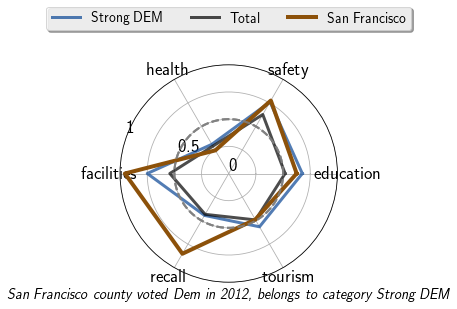 Strong DEM Total San Francisco
health safety
1
0.5
0
facilities education
recall tourism
San Francisco county voted Dem in 2012, belongs to category Strong DEM